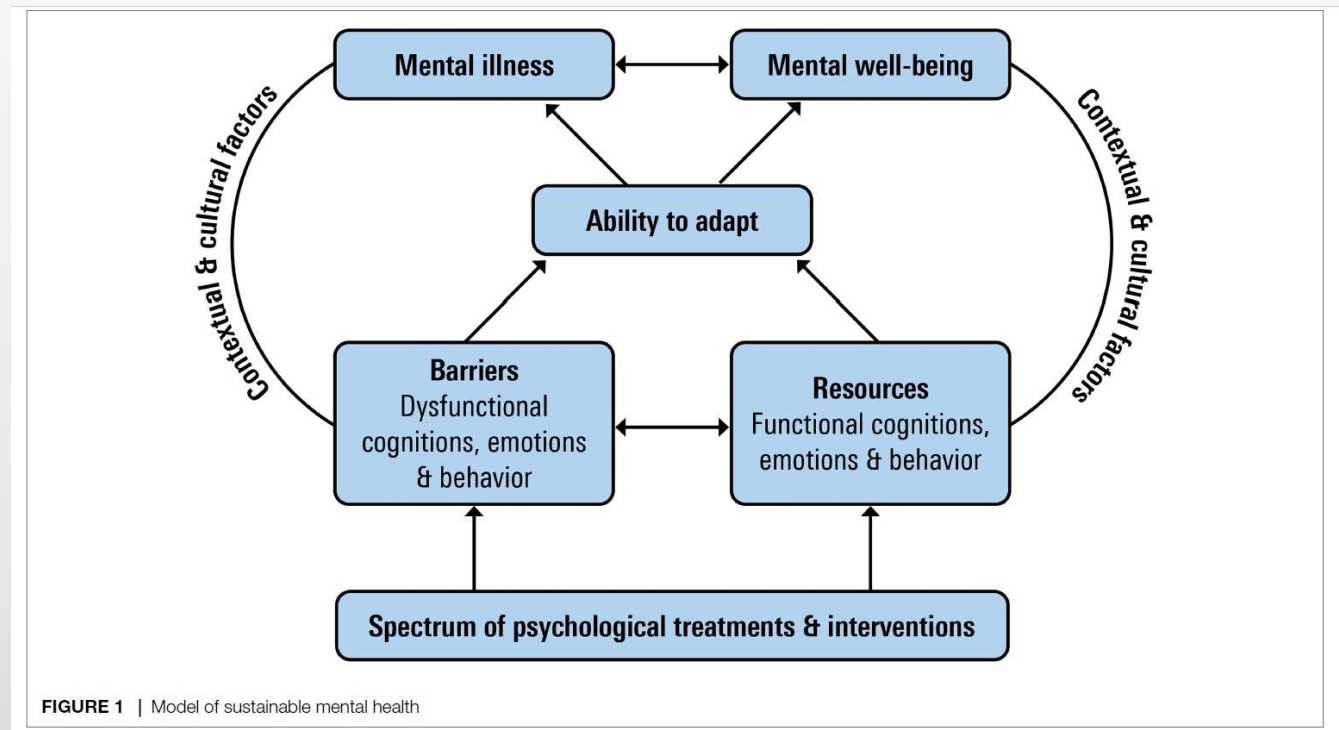 Mental illness
Mental well-being
Contextual & cultural factors
Contextual & cultural factors
Ability to adapt
Barriers
Dysfunctional
cognitions, emotions
& behavior
Resources
Functional cognitions,
emotions & behavior
Spectrum of psychological treatments & interventions
FIGURE 1 | Model of sustainable mental health